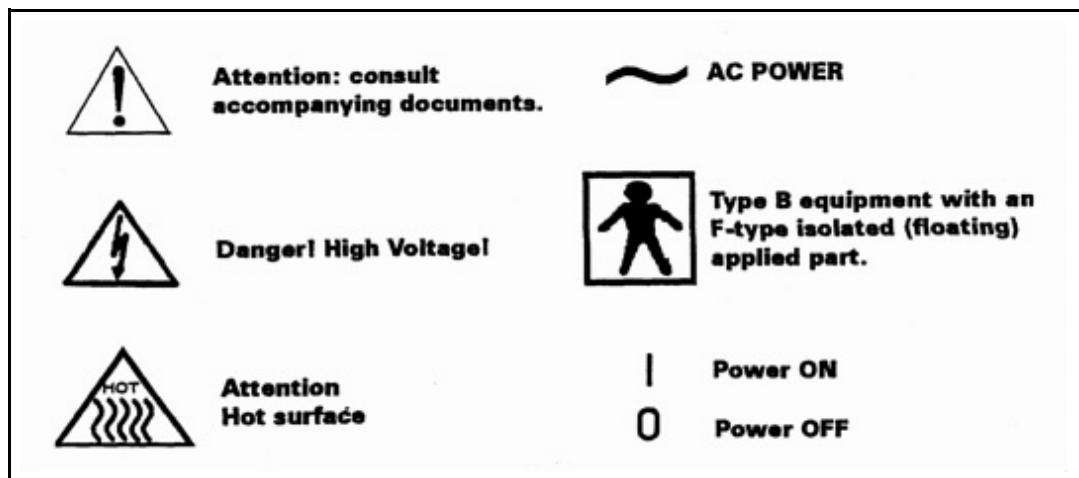 Attention: consult
accompanying documents.
Danger! High Voltage!
HOT
Attention
Hot surface
AC POWER
Type B equipment with an
F-type isolated (floating)
applied part.
| Power ON
0 Power OFF